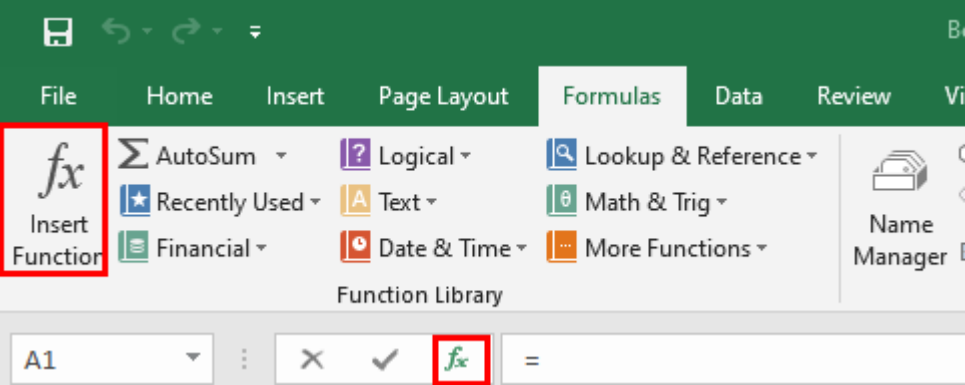 File Home Insert Page Layout Formulas Data Review
fx AutoSum Logical Lookup & Reference
Recently Used Text Math & Trig
Insert Function
Financial Date & Time More Functions
Name Manager
Function Library
A1 fx =